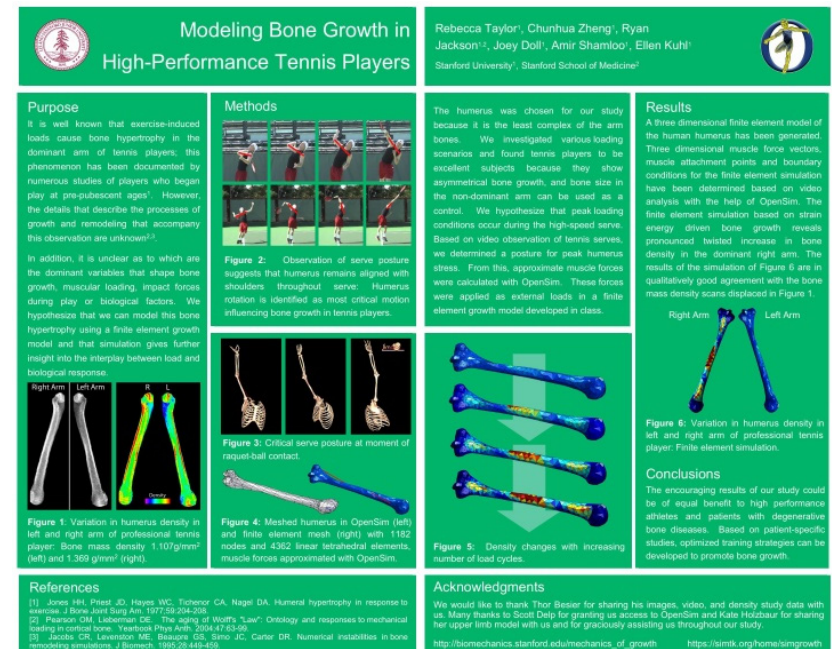 Modeling Bone Growth in
High-Performance Tennis Players
Rebecca Taylor¹, Chunhua Zheng¹, Ryan
Jackson¹·², Joey Doll¹, Amir Shamloo¹, Ellen Kuhl¹
Stanford University¹, Stanford School of Medicine²
Purpose
It is well known that exercise-induced
loads cause bone hypertrophy in the
dominant arm of tennis players; this
phenomenon has been documented by
numerous studies of players who began
play at pre-pubescent ages¹. However,
the details that describe the processes of
growth and remodeling that accompany
this observation are unknown²·³.
In addition, it is unclear as to which are
the dominant variables that shape bone
growth, muscular loading, impact forces
during play or biological factors. We
hypothesize that we can model this bone
hypertrophy using a finite element growth
model and that simulation gives further
insight into the interplay between load and
biological response.
Right Arm Left Arm R L
Density
Figure 1: Variation in humerus density in
left and right arm of professional tennis
player: Bone mass density 1.107g/mm²
(left) and 1.369 g/mm² (right).
Methods
Figure 2: Observation of serve posture
suggests that humerus remains aligned with
shoulders throughout serve: Humerus
rotation is identified as most critical motion
influencing bone growth in tennis players.
Figure 3: Critical serve posture at moment of
raquet-ball contact.
Figure 4: Meshed humerus in OpenSim (left)
and finite element mesh (right) with 1182
nodes and 4362 linear tetrahedral elements,
muscle forces approximated with OpenSim.
The humerus was chosen for our study
because it is the least complex of the arm
bones. We investigated various loading
scenarios and found tennis players to be
excellent subjects because they show
asymmetrical bone growth, and bone size in
the non-dominant arm can be used as a
control. We hypothesize that peak loading
conditions occur during the high-speed serve.
Based on video observation of tennis serves,
we determined a posture for peak humerus
stress. From this, approximate muscle forces
were calculated with OpenSim. These forces
were applied as external loads in a finite
element growth model developed in class.
Figure 5: Density changes with increasing
number of load cycles.
Results
A three dimensional finite element model of
the human humerus has been generated.
Three dimensional muscle force vectors,
muscle attachment points and boundary
conditions for the finite element simulation
have been determined based on video
analysis with the help of OpenSim. The
finite element simulation based on strain
energy driven bone growth reveals
pronounced twisted increase in bone
density in the dominant right arm. The
results of the simulation of Figure 6 are in
qualitatively good agreement with the bone
mass density scans displaced in Figure 1.
Right Arm Left Arm
Figure 6: Variation in humerus density in
left and right arm of professional tennis
player: Finite element simulation.
Conclusions
The encouraging results of our study could
be of equal benefit to high performance
athletes and patients with degenerative
bone diseases. Based on patient-specific
studies, optimized training strategies can be
developed to promote bone growth.
References
[1] Jones HH, Priest JD, Hayes WC, Tichenor CA, Nagel DA. Humeral hypertrophy in response to
exercise. J Bone Joint Surg Am. 1977;59:204-208.
[2] Pearson OM, Lieberman DE. The aging of Wolff's "Law": Ontology and responses to mechanical
loading in cortical bone. Yearbook Phys Anth. 2004;47:63-99.
[3] Jacobs CR, Levenston ME, Beaupre GS, Simo JC, Carter DR. Numerical instabilities in bone
remodeling simulations. J Biomech. 1995;28:449-459.
Acknowledgments
We would like to thank Thor Besier for sharing his images, video, and density study data with
us. Many thanks to Scott Delp for granting us access to OpenSim and Kate Holzbaur for sharing
her upper limb model with us and for graciously assisting us throughout our study.
http://biomechanics.stanford.edu/mechanics_of_growth https://simtk.org/home/simgrowth